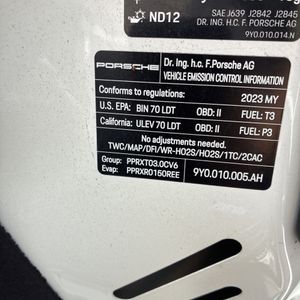 SAE J639 J2842 J2845
ND12 DR. ING. H.C. F. PORSCHE AG
9Y0.010.014.N
PORSCHE Dr. Ing. h.c. F.Porsche AG
VEHICLE EMISSION CONTROL INFORMATION
Conforms to regulations: 2023 MY
U.S. EPA: BIN 70 LDT OBD: II FUEL: T3
California: ULEV 70 LDT OBD: II FUEL: P3
No adjustments needed.
TWC/MAP/DFI/WR-HO2S/HO2S/1TC/2CAC
Group: PPRXT03.0CV6
Evap: PPRXR0150REE 9Y0.010.005.AH